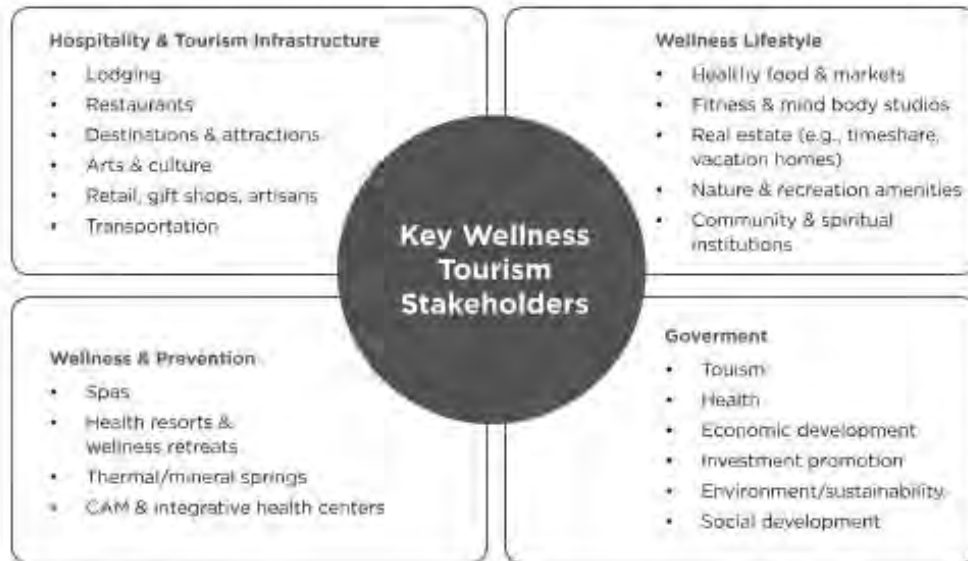 Hospitality & Tourism Infrastructure
• Lodging
• Restaurants
• Destinations & attractions
• Arts & culture
• Retail, gift shops, artisans
• Transportation
Wellness Lifestyle
• Healthy food & markets
• Fitness & mind body studios
• Real estate (e.g., timeshare,
vacation homes)
• Nature & recreation amenities
• Community & spiritual
institutions
Key Wellness
Tourism
Stakeholders
Wellness & Prevention
• Spas
• Health resorts &
wellness retreats
• Thermal/mineral springs
• CAM & integrative health centers
Goverment
• Touism
• Health
• Economic development
• Investment promotion
• Environment/sustainability
• Social development